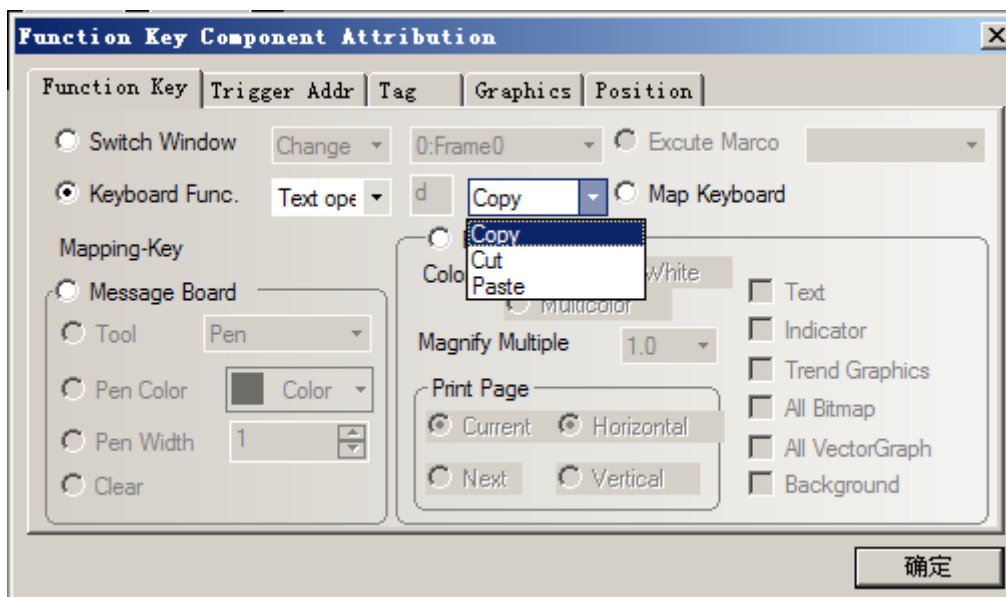 Function Key Component Attribution
Function Key Trigger Addr Tag Graphics Position
Switch Window Change 0:Frame0 Excute Marco
Keyboard Func. Text ope d Copy Map Keyboard
Copy
Cut
Paste
Mapping-Key
Message Board
Tool Pen
Pen Color Color
Pen Width 1
Clear
White
Multicolor
Magnify Multiple 1.0
Print Page
Current Horizontal
Next Vertical
Text
Indicator
Trend Graphics
All Bitmap
All VectorGraph
Background
确定